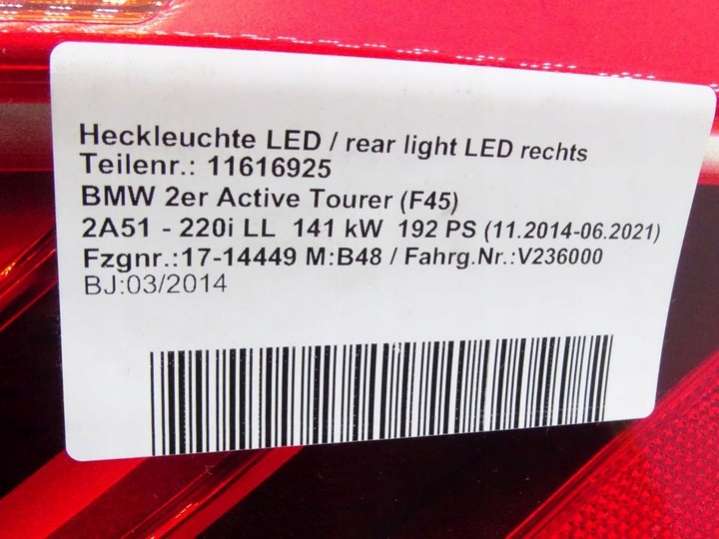 Heckleuchte LED / rear light LED rechts
Teilenr.: 11616925
BMW 2er Active Tourer (F45)
2A51 - 220i LL 141 kW 192 PS (11.2014-06.2021)
Fzgnr.:17-14449 M:B48 / Fahrg.Nr.:V236000
BJ:03/2014